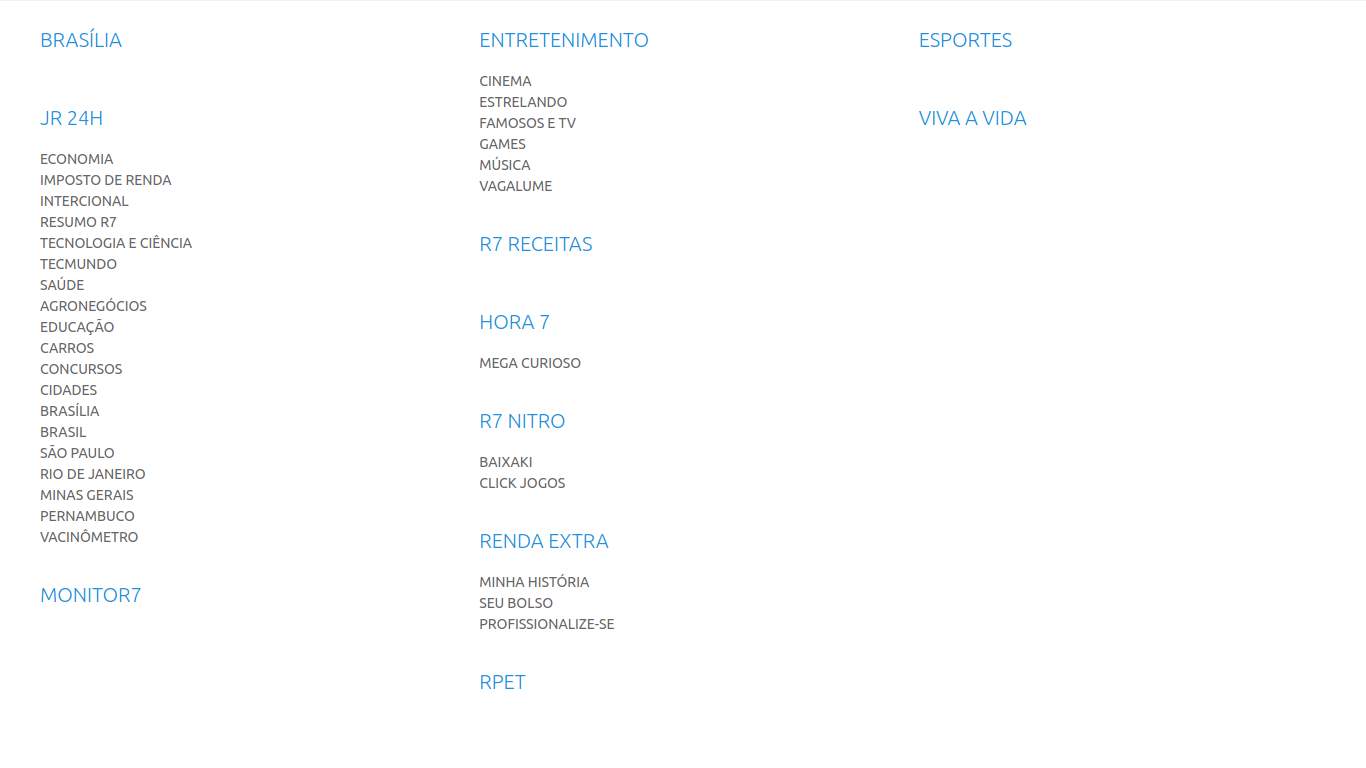 BRASÍLIA
JR 24H
ECONOMIA
IMPOSTO DE RENDA
INTERCIONAL
RESUMO R7
TECNOLOGIA E CIÊNCIA
TECMUNDO
SAÚDE
AGRONEGÓCIOS
EDUCAÇÃO
CARROS
CONCURSOS
CIDADES
BRASÍLIA
BRASIL
SÃO PAULO
RIO DE JANEIRO
MINAS GERAIS
PERNAMBUCO
VACINÔMETRO
MONITOR7
ENTRETENIMENTO
CINEMA
ESTRELANDO
FAMOSOS E TV
GAMES
MÚSICA
VAGALUME
R7 RECEITAS
HORA 7
MEGA CURIOSO
R7 NITRO
BAIXAKI
CLICK JOGOS
RENDA EXTRA
MINHA HISTÓRIA
SEU BOLSO
PROFISSIONALIZE-SE
RPET
ESPORTES
VIVA A VIDA